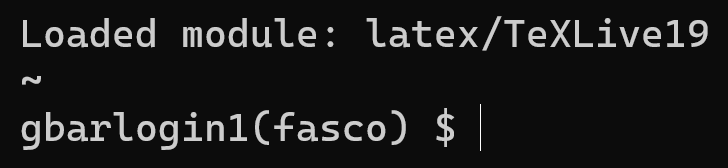 Loaded module: latex/TeXLive19
~
gbarlogin1(fasco) $